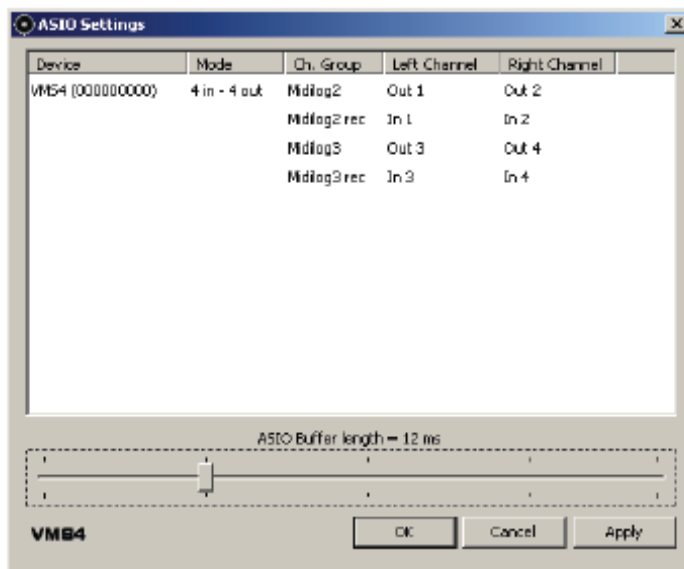 ASIO Settings
Device Mode Ch. Group Left Channel Right Channel
VMS4 (000000000) 4 in - 4 out Midilog2 Out 1 Out 2
Midilog2 rec In 1 In 2
Midilog3 Out 3 Out 4
Midilog3 rec In 3 In 4
ASIO Buffer length = 12 ms
VMS4 OK Cancel Apply